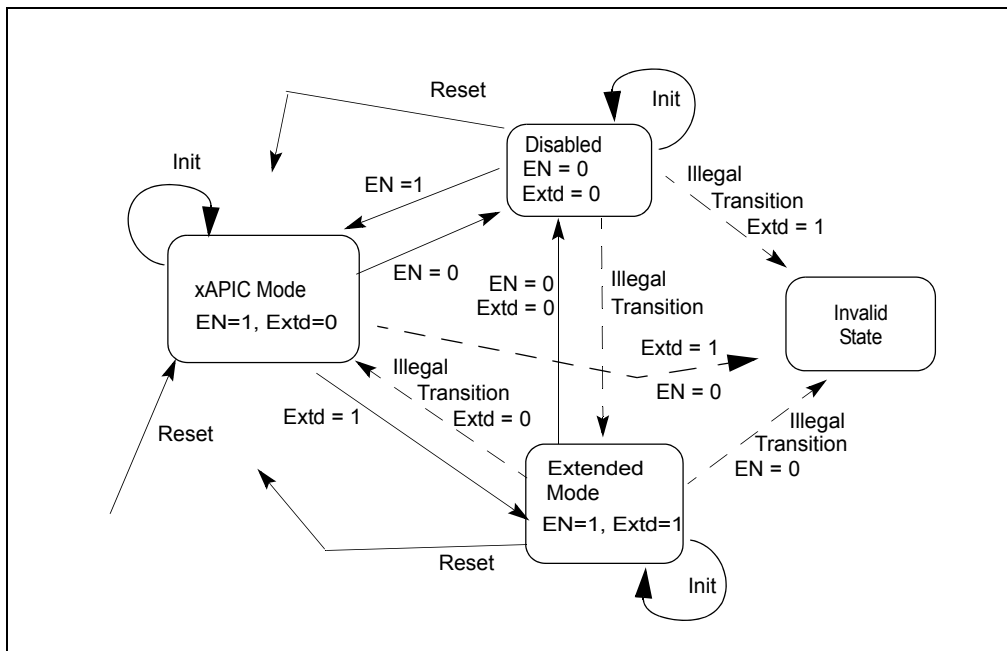 Reset
Init
Disabled
EN = 0
Extd = 0
Illegal
Transition
Extd = 1
Init
EN =1
EN = 0
xAPIC Mode
EN=1, Extd=0
EN = 0
Extd = 0
Illegal
Transition
Invalid
State
Extd = 1
EN = 0
Illegal
Transition
Extd = 0
Extd = 1
Reset
Illegal
Transition
EN = 0
Extended
Mode
EN=1, Extd=1
Reset
Init